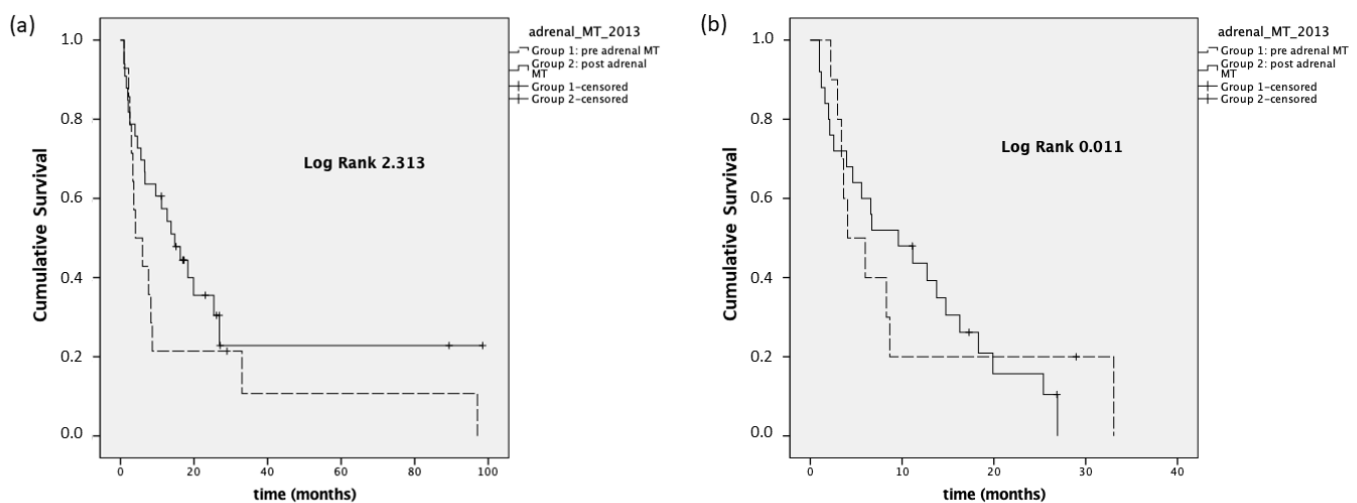 (a)
adrenal_MT_2013
Group 1: pre adrenal MT
Group 2: post adrenal
MT
Group 1-censored
Group 2-censored
Log Rank 2.313
Cumulative Survival
1.0
0.8
0.6
0.4
0.2
0.0
0
20
40
60
80
100
time (months)
(b)
adrenal_MT_2013
Group 1: pre adrenal MT
Group 2: post adrenal
MT
Group 1-censored
Group 2-censored
Log Rank 0.011
Cumulative Survival
1.0
0.8
0.6
0.4
0.2
0.0
0
10
20
30
40
time (months)